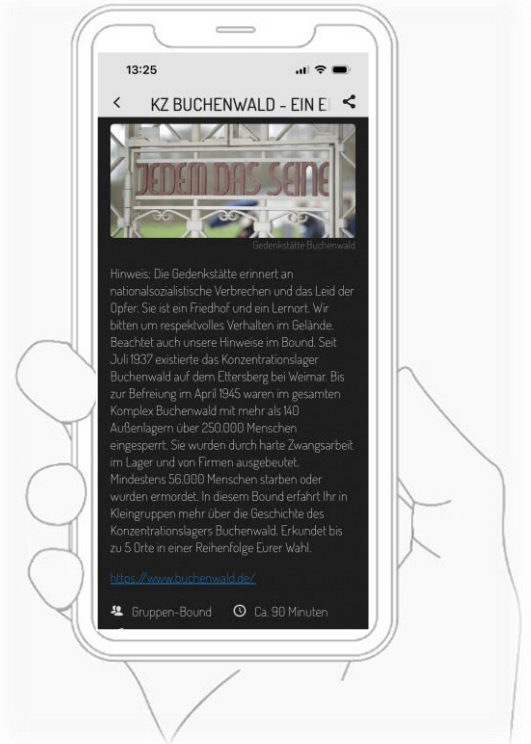 13:25
KZ BUCHENWALD - EIN E
JEDEM DAS SEINE
Gedenkstätte Buchenwald
Hinweis: Die Gedenkstätte erinnert an
nationalsozialistische Verbrechen und das Leid der
Opfer. Sie ist ein Friedhof und ein Lernort. Wir
bitten um respektvolles Verhalten im Gelände.
Beachtet auch unsere Hinweise im Bound. Seit
Juli 1937 existierte das Konzentrationslager
Buchenwald auf dem Ettersberg bei Weimar. Bis
zur Befreiung im April 1945 waren im gesamten
Komplex Buchenwald mit mehr als 140
Außenlagern über 250.000 Menschen
eingesperrt. Sie wurden durch harte Zwangsarbeit
im Lager und von Firmen ausgebeutet.
Mindestens 56.000 Menschen starben oder
wurden ermordet. In diesem Bound erfahrt Ihr in
Kleingruppen mehr über die Geschichte des
Konzentrationslagers Buchenwald. Erkundet bis
zu 5 Orte in einer Reihenfolge Eurer Wahl.
https://www.buchenwald.de/
Gruppen-Bound Ca. 90 Minuten